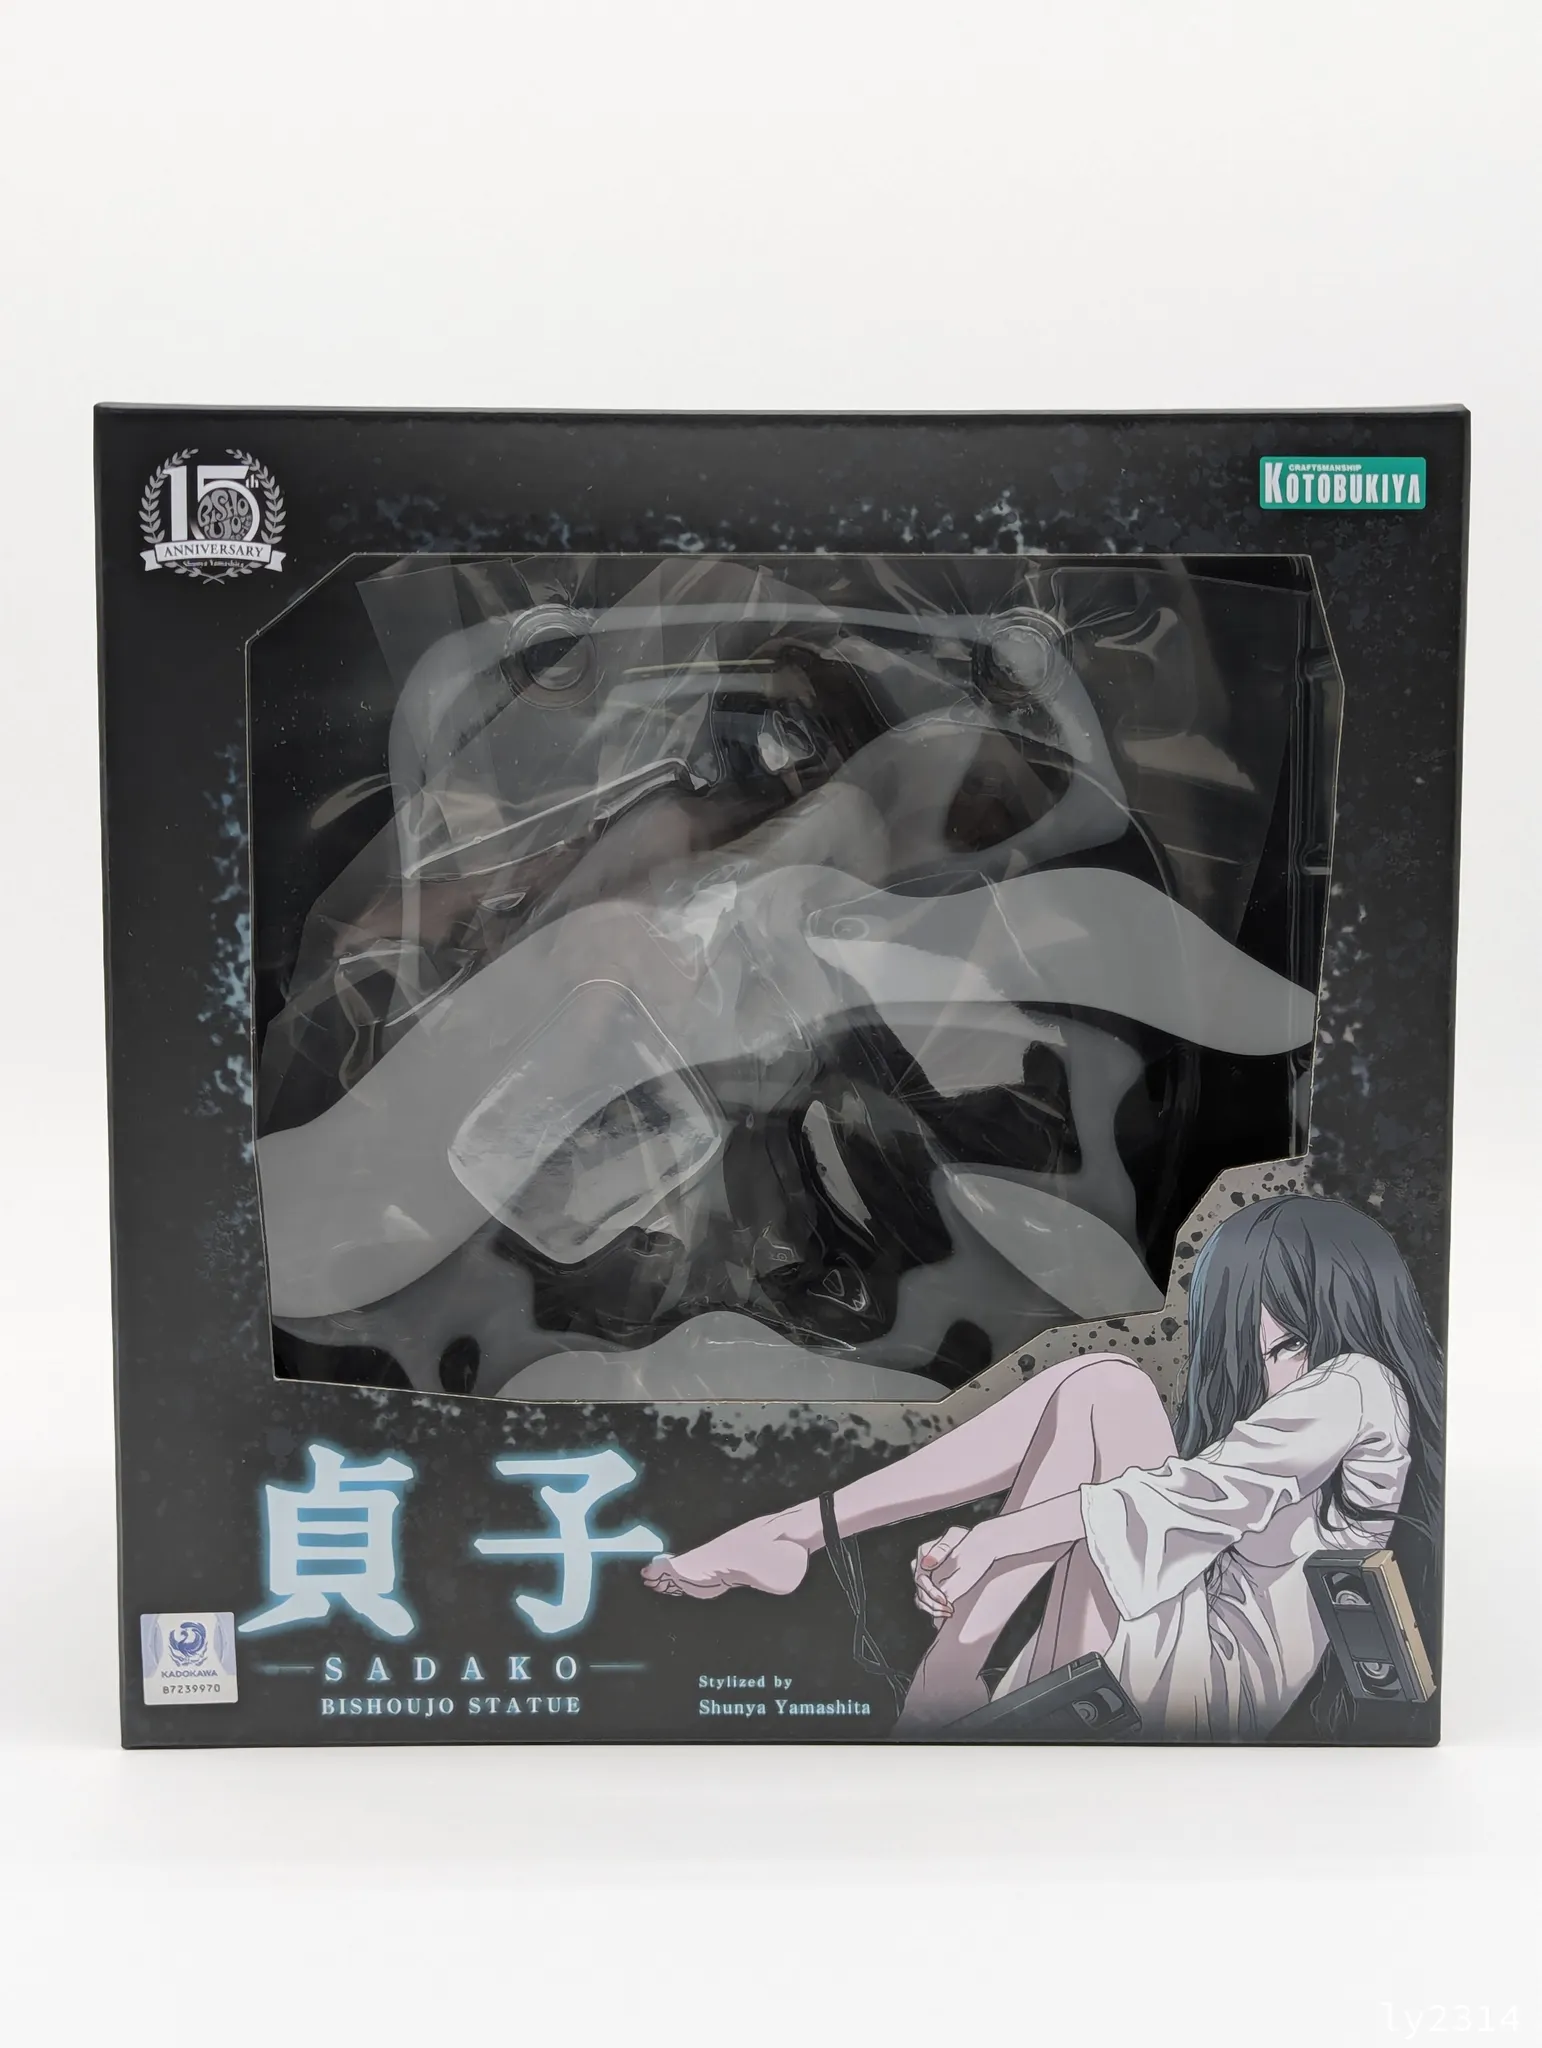 15th
BISHOUJO
ANNIVERSARY
Shunya Yamashita
CRAFTSMANSHIP
KOTOBUKIYA
貞子
SADAKO
BISHOUJO STATUE
KADOKAWA
B7239970
Stylized by
Shunya Yamashita
ly2314